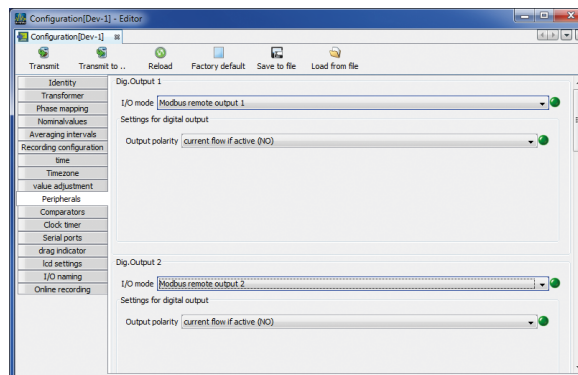 Configuration[Dev-1] - Editor
Configuration[Dev-1]
Transmit Transmit to .. Reload Factory default Save to file Load from file
Identity
Transformer
Phase mapping
Nominalvalues
Averaging intervals
Recording configuration
time
Timezone
value adjustment
Peripherals
Comparators
Clock timer
Serial ports
drag indicator
lcd settings
I/O naming
Online recording
Dig.Output 1
I/O mode Modbus remote output 1
Settings for digital output
Output polarity current flow if active (NO)
Dig.Output 2
I/O mode Modbus remote output 2
Settings for digital output
Output polarity current flow if active (NO)